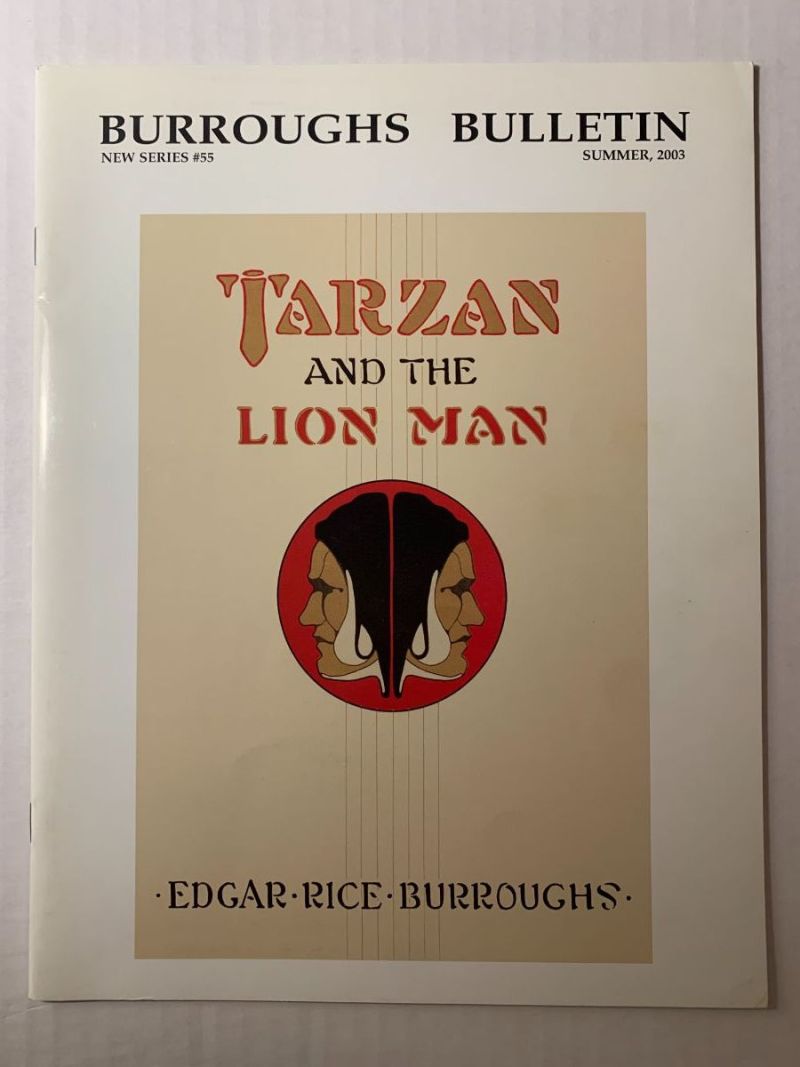 BURROUGHS BULLETIN
NEW SERIES #55 SUMMER, 2003
TARZAN
AND THE
LION MAN
·EDGAR·RICE·BURROUGHS·